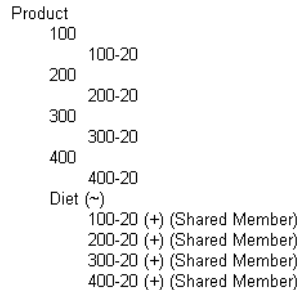 Product
100
100-20
200
200-20
300
300-20
400
400-20
Diet (~)
100-20 (+) (Shared Member)
200-20 (+) (Shared Member)
300-20 (+) (Shared Member)
400-20 (+) (Shared Member)